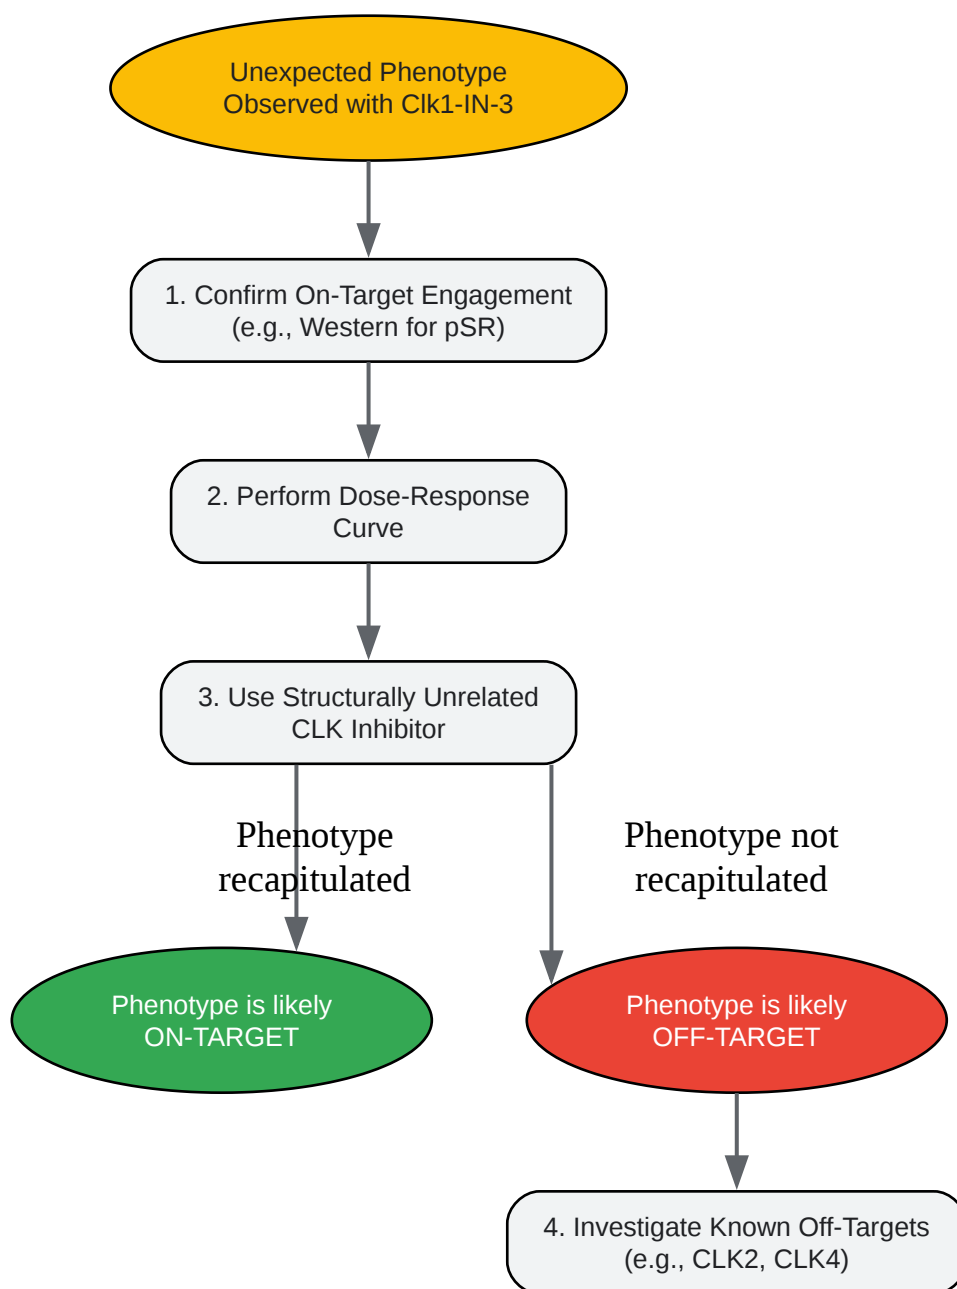 Unexpected Phenotype
Observed with Clk1-IN-3
1. Confirm On-Target Engagement
(e.g., Western for pSR)
2. Perform Dose-Response
Curve
3. Use Structurally Unrelated
CLK Inhibitor
Phenotype
recapitulated
Phenotype not
recapitulated
Phenotype is likely
ON-TARGET
Phenotype is likely
OFF-TARGET
4. Investigate Known Off-Targets
(e.g., CLK2, CLK4)